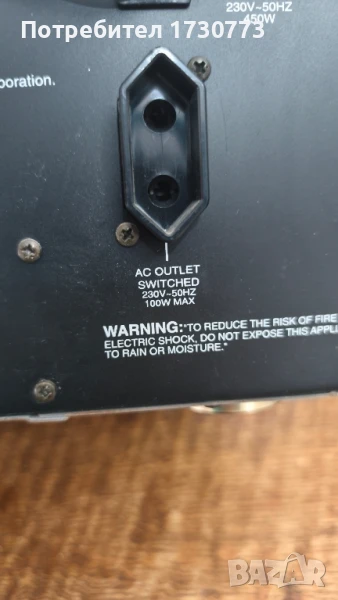 Потребител 1730773
230V~50HZ
450W
poration.
AC OUTLET
SWITCHED
230V~50HZ
100W MAX
WARNING:"TO REDUCE THE RISK OF FIRE
ELECTRIC SHOCK, DO NOT EXPOSE THIS APPLI
TO RAIN OR MOISTURE."
BAZAR